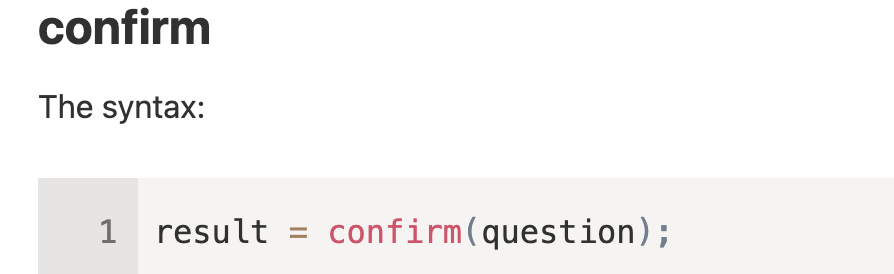 confirm
The syntax:
1 result = confirm(question);